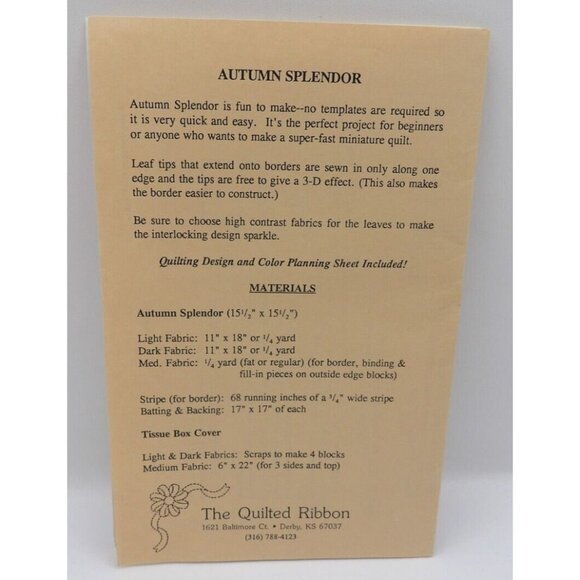 AUTUMN SPLENDOR
Autumn Splendor is fun to make--no templates are required so
it is very quick and easy. It's the perfect project for beginners
or anyone who wants to make a super-fast miniature quilt.
Leaf tips that extend onto borders are sewn in only along one
edge and the tips are free to give a 3-D effect. (This also makes
the border easier to construct.)
Be sure to choose high contrast fabrics for the leaves to make
the interlocking design sparkle.
Quilting Design and Color Planning Sheet Included!
MATERIALS
Autumn Splendor (15¹/₂" x 15¹/₂")
Light Fabric: 11" x 18" or ¹/₄ yard
Dark Fabric: 11" x 18" or ¹/₄ yard
Med. Fabric: ¹/₄ yard (fat or regular) (for border, binding &
fill-in pieces on outside edge blocks)
Stripe (for border): 68 running inches of a ³/₄" wide stripe
Batting & Backing: 17" x 17" of each
Tissue Box Cover
Light & Dark Fabrics: Scraps to make 4 blocks
Medium Fabric: 6" x 22" (for 3 sides and top)
The Quilted Ribbon
1621 Baltimore Ct. • Derby, KS 67037
(316) 788-4123